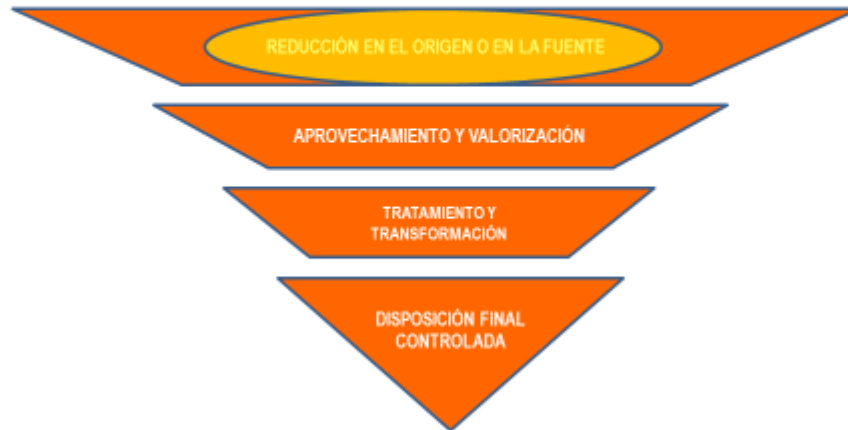 REDUCCIÓN EN EL ORIGEN O EN LA FUENTE
APROVECHAMIENTO Y VALORIZACIÓN
TRATAMIENTO Y
TRANSFORMACIÓN
DISPOSICIÓN FINAL
CONTROLADA